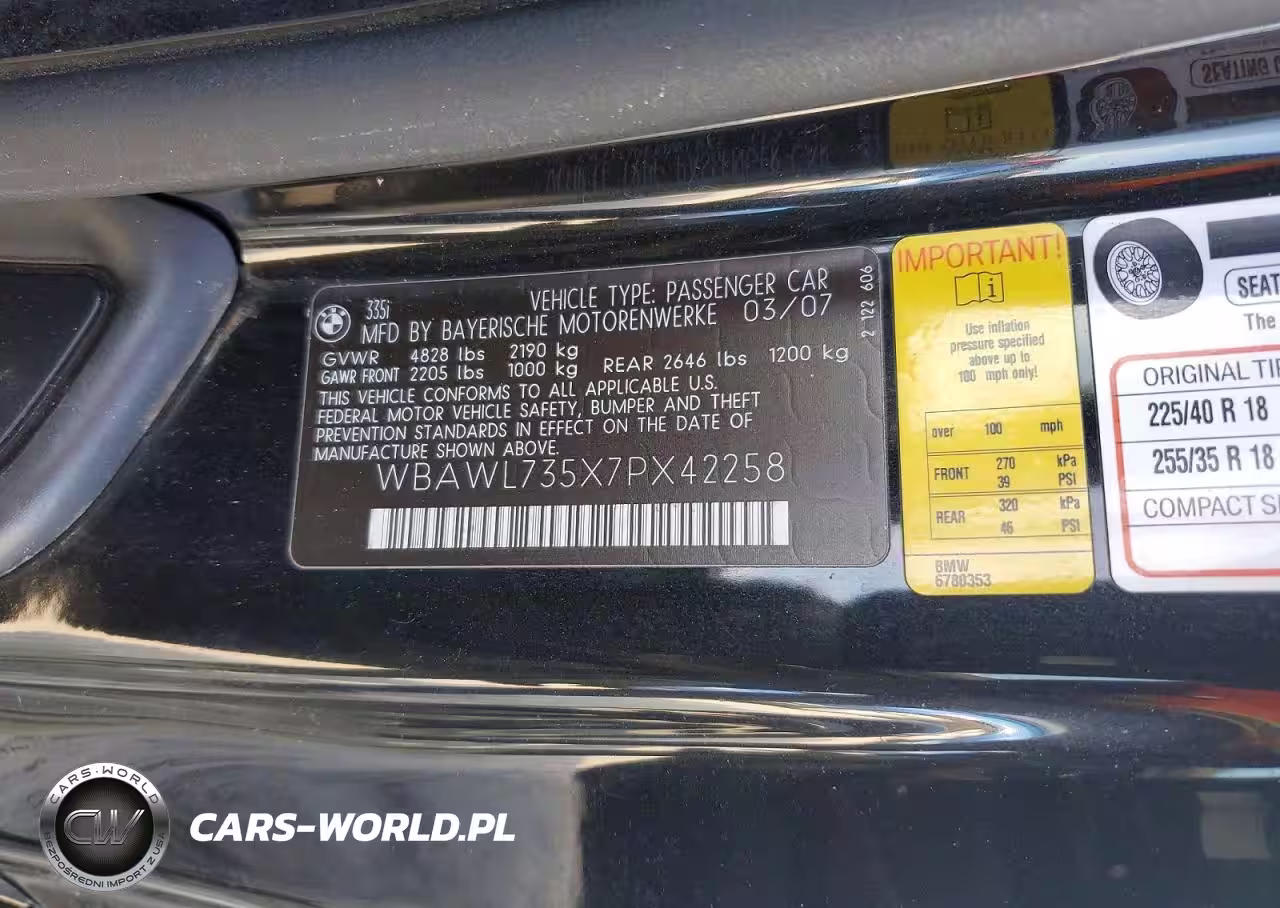 335i
VEHICLE TYPE: PASSENGER CAR
MFD BY BAYERISCHE MOTORENWERKE 03/07
GVWR 4828 lbs 2190 kg
GAWR FRONT 2205 lbs 1000 kg REAR 2646 lbs 1200 kg
THIS VEHICLE CONFORMS TO ALL APPLICABLE U.S.
FEDERAL MOTOR VEHICLE SAFETY, BUMPER AND THEFT
PREVENTION STANDARDS IN EFFECT ON THE DATE OF
MANUFACTURE SHOWN ABOVE.
WBAWL735X7PX42258
2 122 606
IMPORTANT!
Use inflation
pressure specified
above up to
100 mph only!
over 100 mph
FRONT 270 kPa
39 PSI
REAR 320 kPa
46 PSI
BMW
6780353
SEAT
The
ORIGINAL
225/40 R 18
255/35 R 18
COMPACT
CARS-WORLD
CW
BEZPOŚREDNI IMPORT Z USA
CARS-WORLD.PL